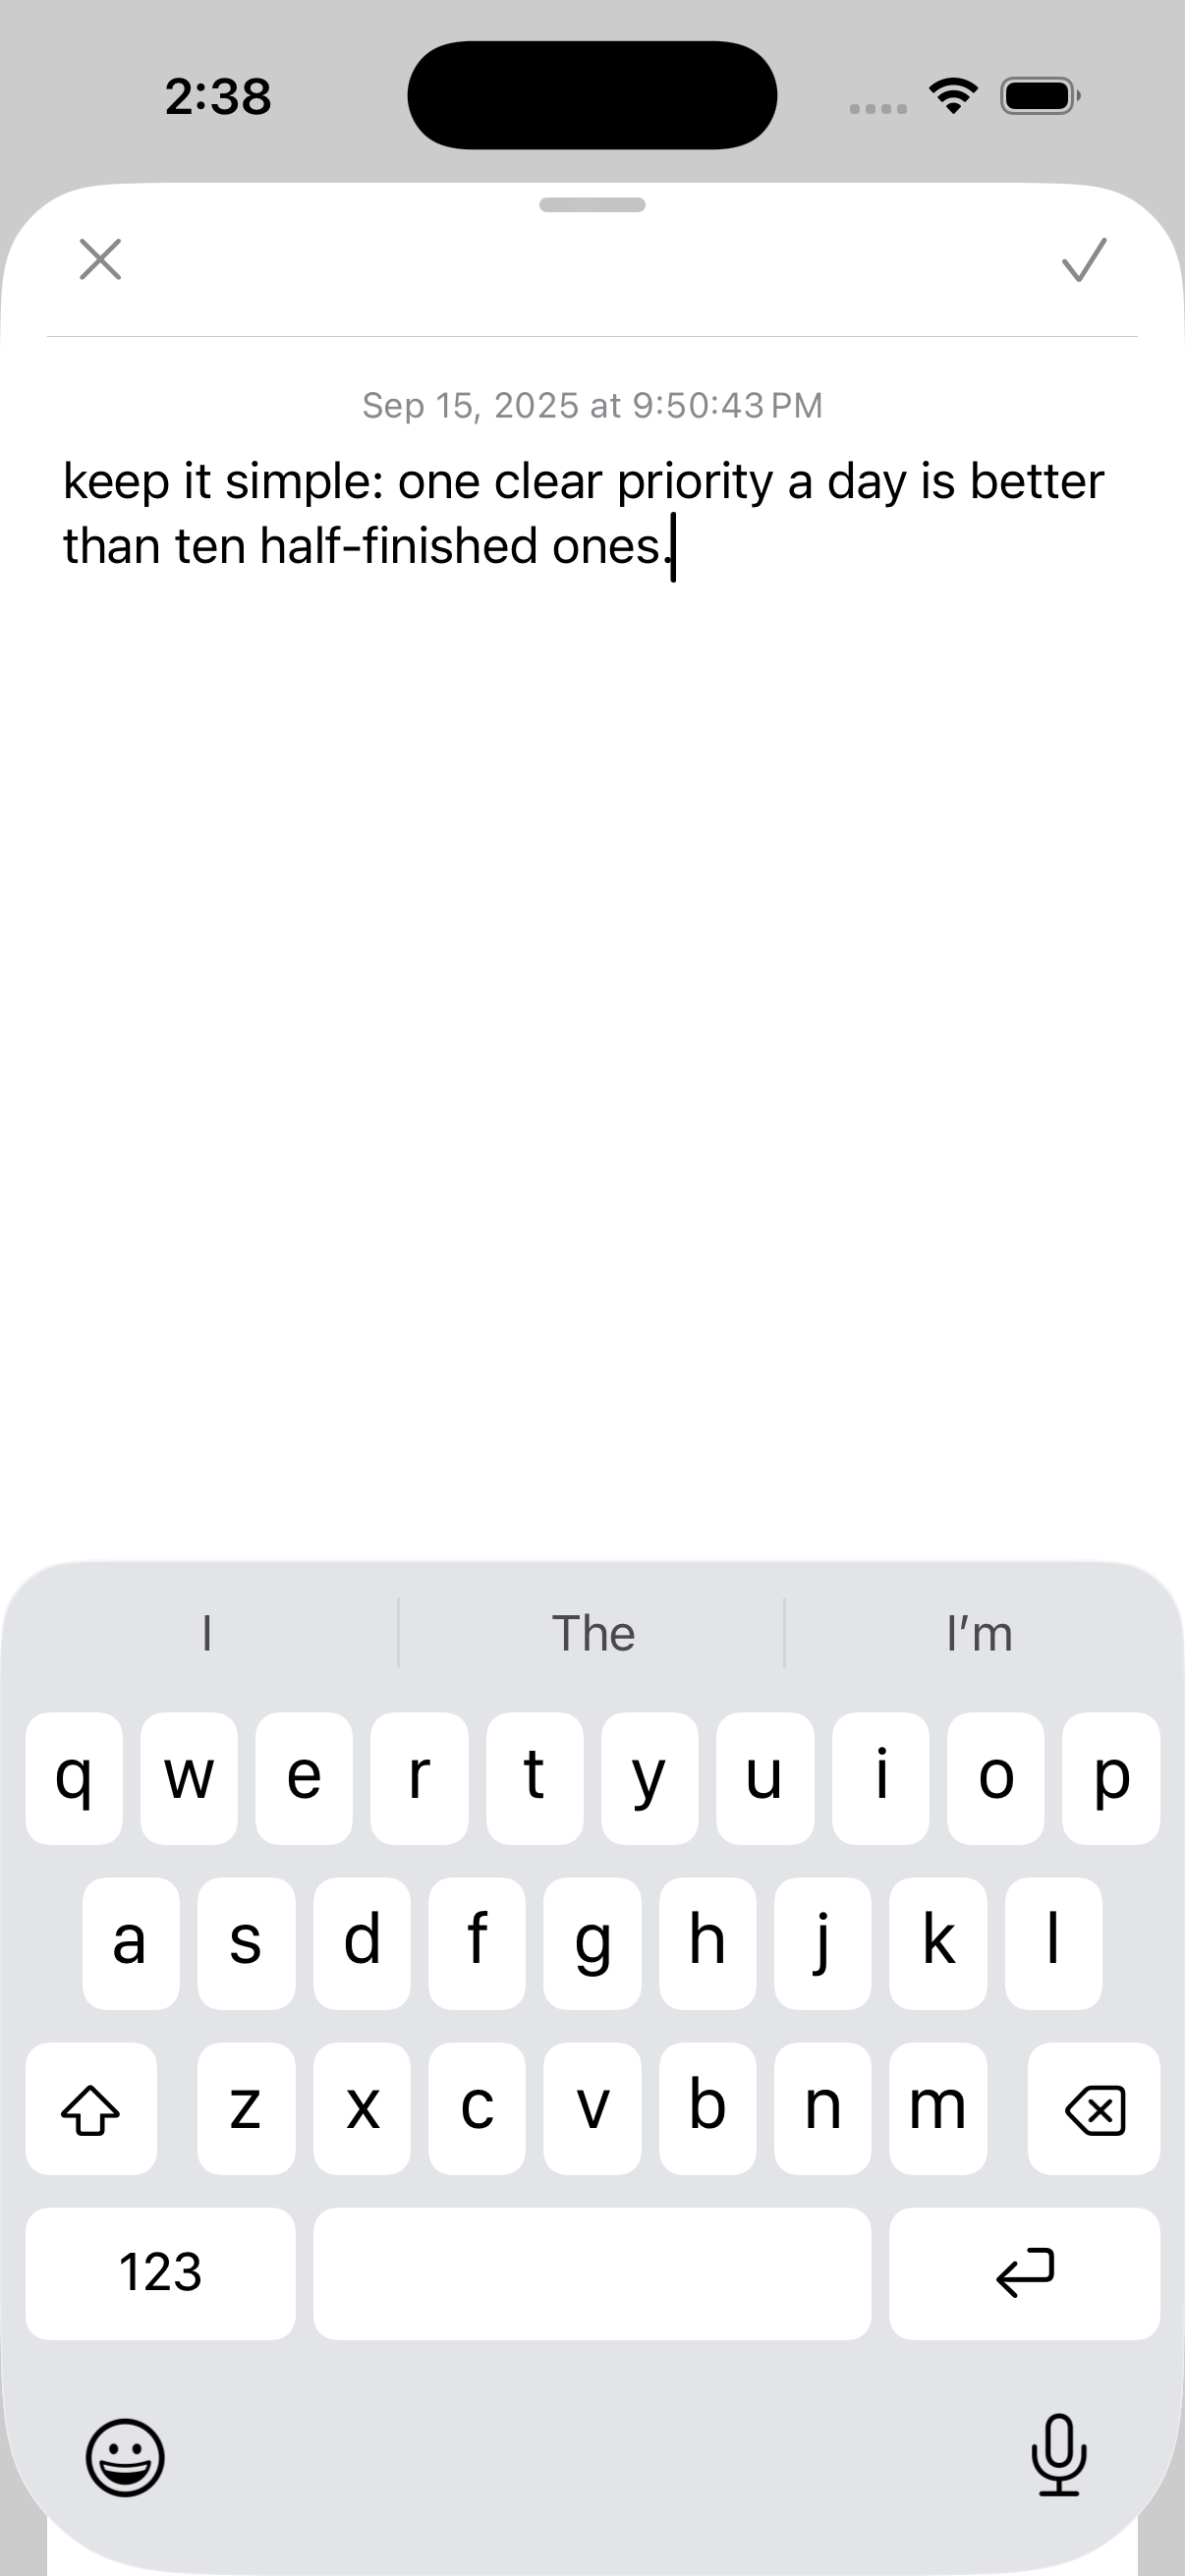 2:38
Sep 15, 2025 at 9:50:43 PM
keep it simple: one clear priority a day is better
than ten half-finished ones.
I The I’m
q w e r t y u i o p
a s d f g h j k l
z x c v b n m
123